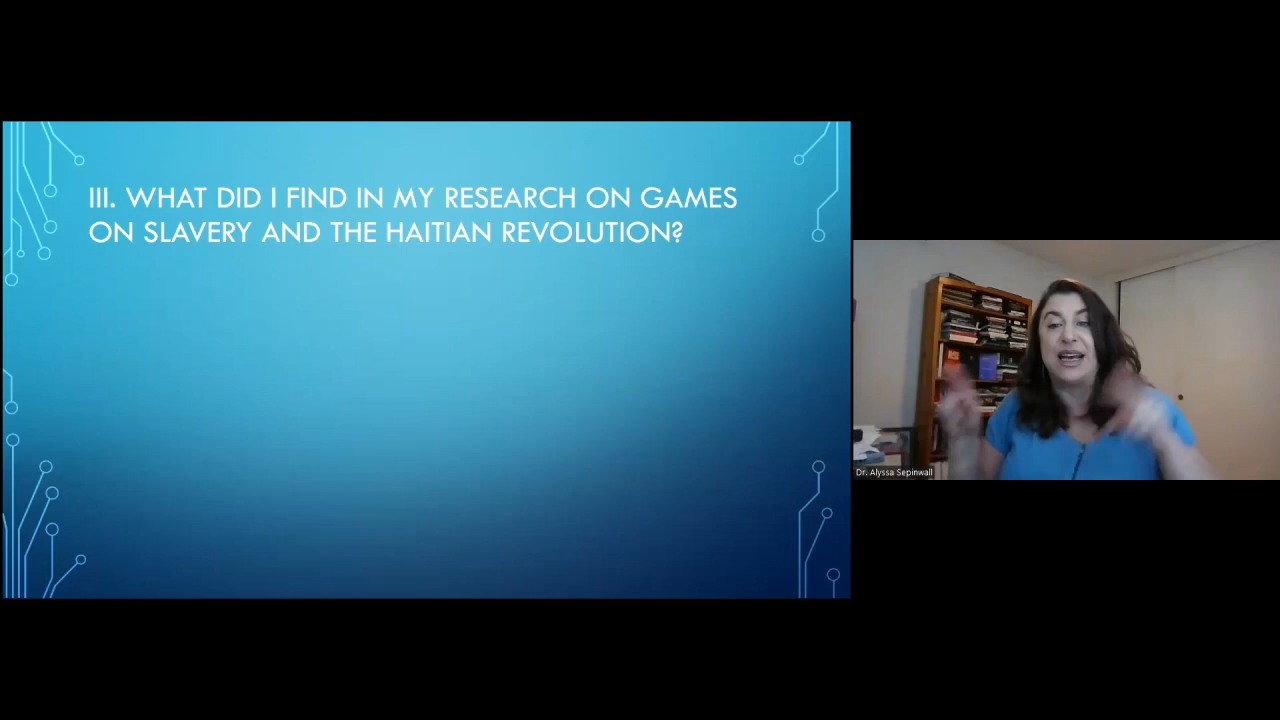 III. WHAT DID I FIND IN MY RESEARCH ON GAMES
ON SLAVERY AND THE HAITIAN REVOLUTION?
Dr. Alyssa Sepinwall